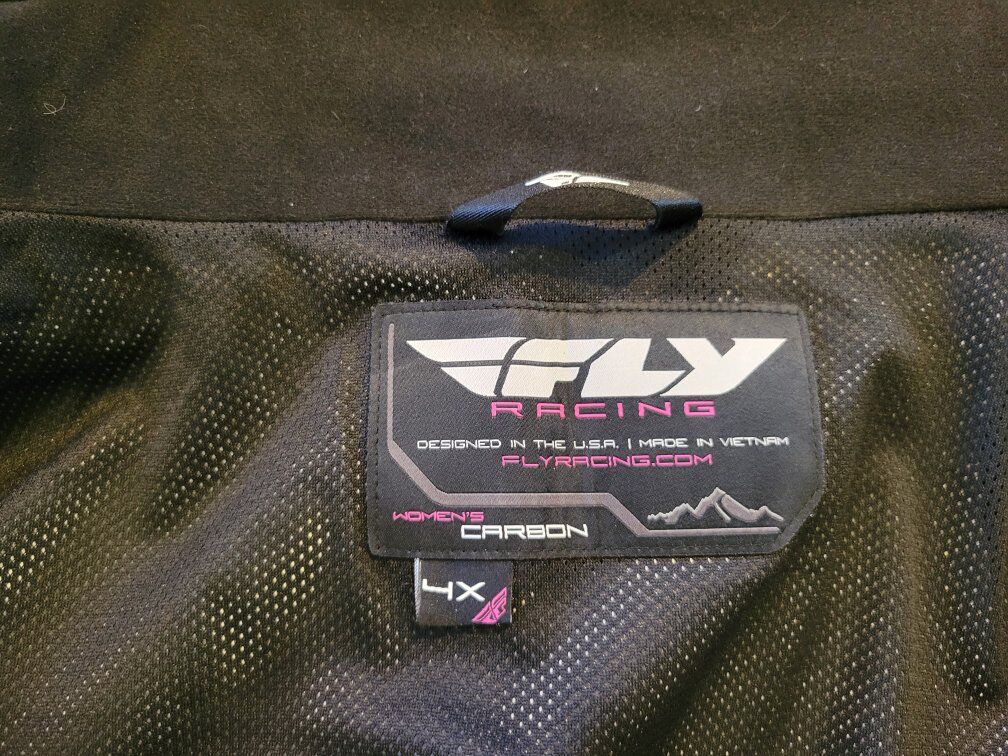 FLY
RACING
DESIGNED IN THE U.S.A. | MADE IN VIETNAM
FLYRACING.COM
WOMEN'S
CARBON
4X